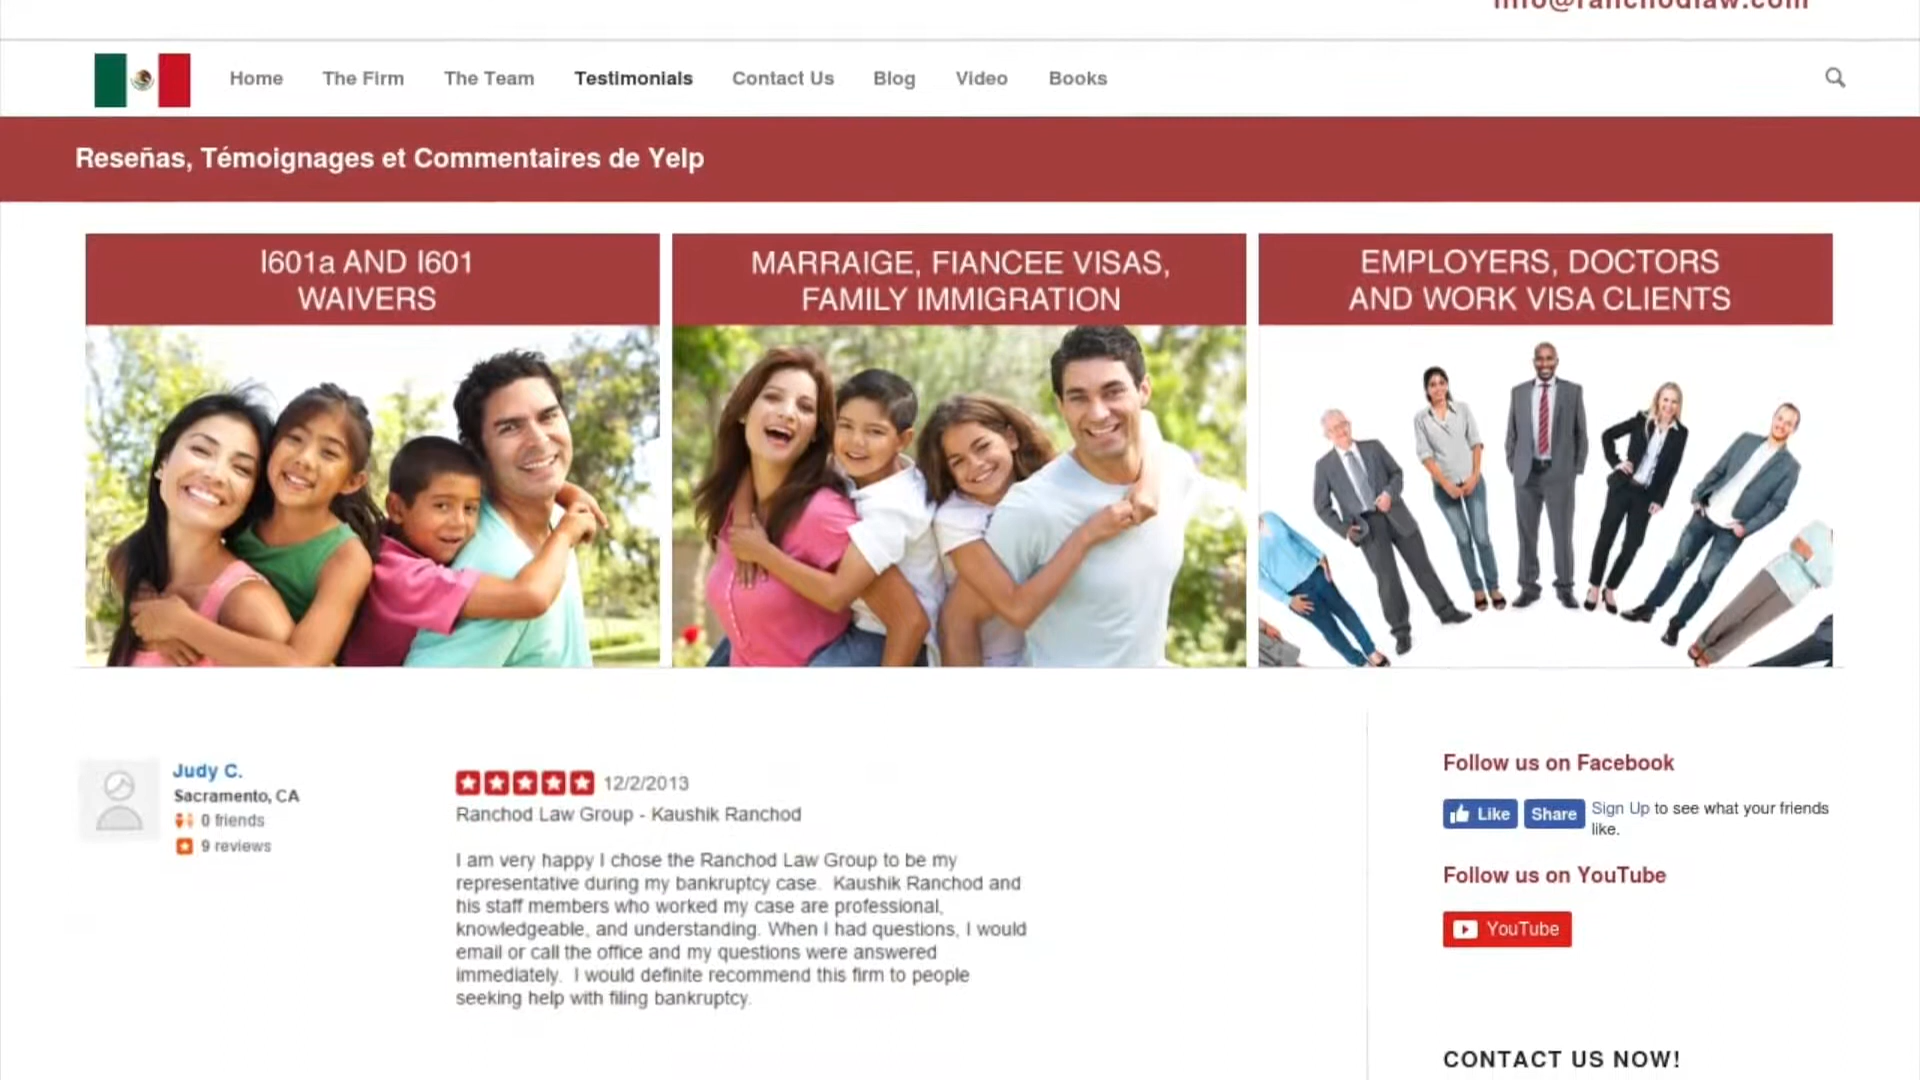 info@ranchodlaw.com
Home The Firm The Team Testimonials Contact Us Blog Video Books
Reseñas, Témoignages et Commentaires de Yelp
I601a AND I601
WAIVERS
MARRAIGE, FIANCEE VISAS,
FAMILY IMMIGRATION
EMPLOYERS, DOCTORS
AND WORK VISA CLIENTS
Judy C.
Sacramento, CA
0 friends
9 reviews
12/2/2013
Ranchod Law Group - Kaushik Ranchod
I am very happy I chose the Ranchod Law Group to be my
representative during my bankruptcy case. Kaushik Ranchod and
his staff members who worked my case are professional,
knowledgeable, and understanding. When I had questions, I would
email or call the office and my questions were answered
immediately. I would definite recommend this firm to people
seeking help with filing bankruptcy.
Follow us on Facebook
Like Share Sign Up to see what your friends
like.
Follow us on YouTube
YouTube
CONTACT US NOW!